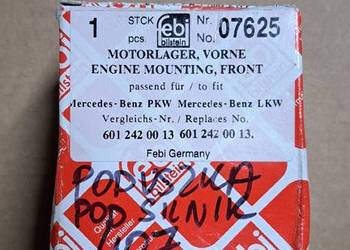 1 STCK pcs. febi bilstein Nr. No. 07625
MOTORLAGER, VORNE
ENGINE MOUNTING, FRONT
passend für / to fit
Mercedes-Benz PKW Mercedes-Benz LKW
Vergleichs-Nr. / Replaces No.
601 242 00 13 601 242 00 13.
Febi Germany
PODUSZKA
POD SILNIK
207